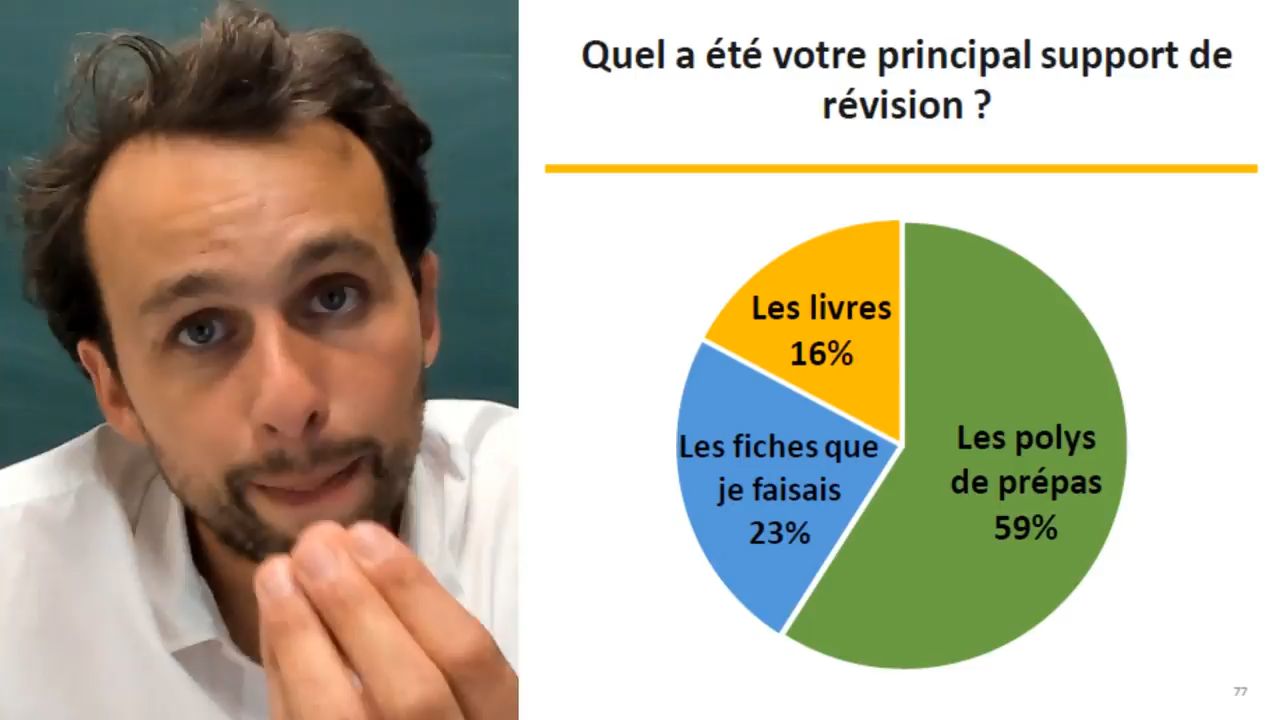 Quel a été votre principal support de
révision ?
Les livres
16%
Les fiches que
je faisais
23%
Les polys
de prépas
59%
77